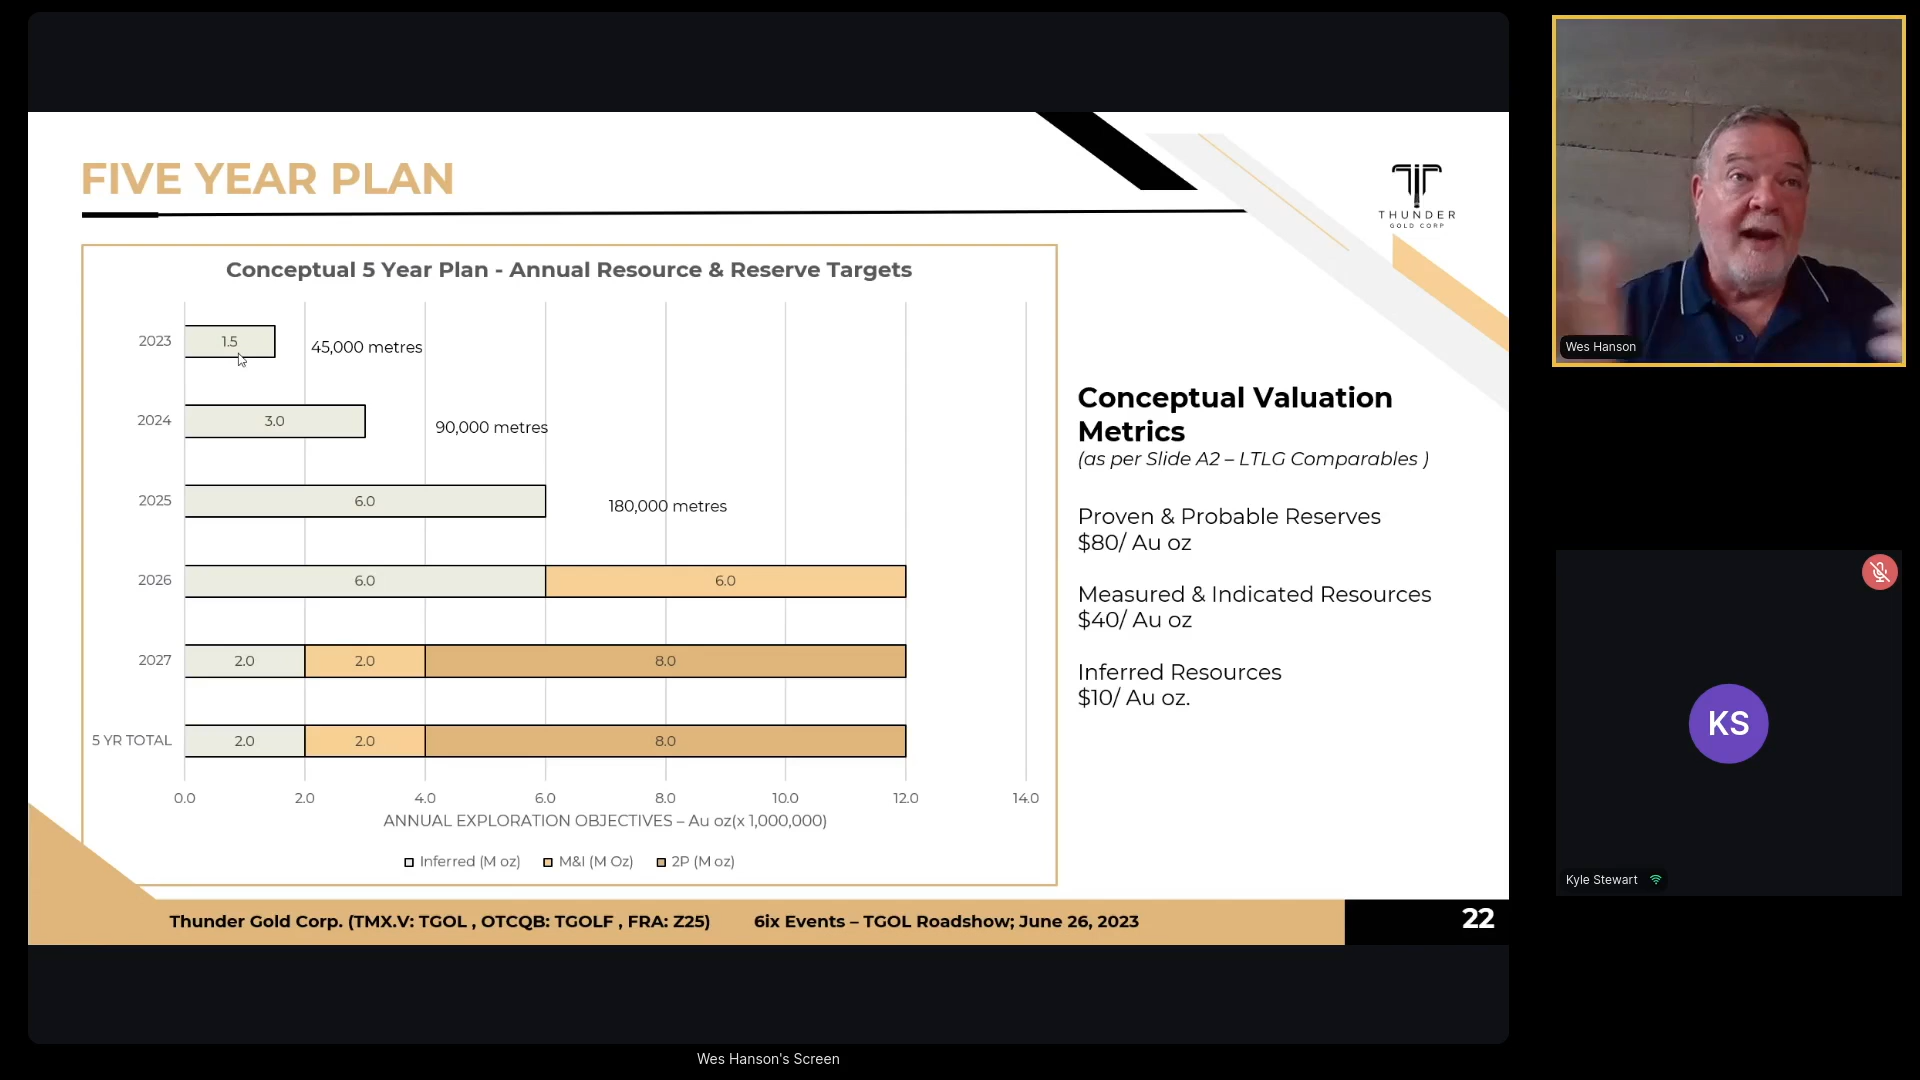 FIVE YEAR PLAN
THUNDER
GOLD CORP
Conceptual 5 Year Plan - Annual Resource & Reserve Targets
2023
1.5
45,000 metres
2024
3.0
90,000 metres
2025
6.0
180,000 metres
2026
6.0
6.0
2027
2.0
2.0
8.0
5 YR TOTAL
2.0
2.0
8.0
0.0 2.0 4.0 6.0 8.0 10.0 12.0 14.0
ANNUAL EXPLORATION OBJECTIVES – Au oz(x 1,000,000)
Inferred (M oz) M&I (M Oz) 2P (M oz)
Conceptual Valuation
Metrics
(as per Slide A2 – LTLG Comparables )
Proven & Probable Reserves
$80/ Au oz
Measured & Indicated Resources
$40/ Au oz
Inferred Resources
$10/ Au oz.
Thunder Gold Corp. (TMX.V: TGOL , OTCQB: TGOLF , FRA: Z25) 6ix Events – TGOL Roadshow; June 26, 2023
22
Wes Hanson
KS
Kyle Stewart
Wes Hanson's Screen